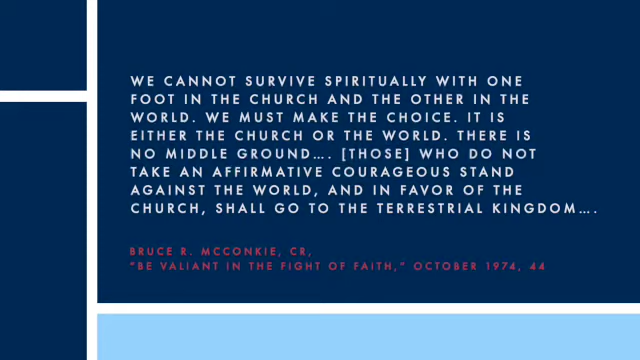 WE CANNOT SURVIVE SPIRITUALLY WITH ONE
FOOT IN THE CHURCH AND THE OTHER IN THE
WORLD. WE MUST MAKE THE CHOICE. IT IS
EITHER THE CHURCH OR THE WORLD. THERE IS
NO MIDDLE GROUND…. [THOSE] WHO DO NOT
TAKE AN AFFIRMATIVE COURAGEOUS STAND
AGAINST THE WORLD, AND IN FAVOR OF THE
CHURCH, SHALL GO TO THE TERRESTRIAL KINGDOM….
BRUCE R. MCCONKIE, CR,
“BE VALIANT IN THE FIGHT OF FAITH,” OCTOBER 1974, 44